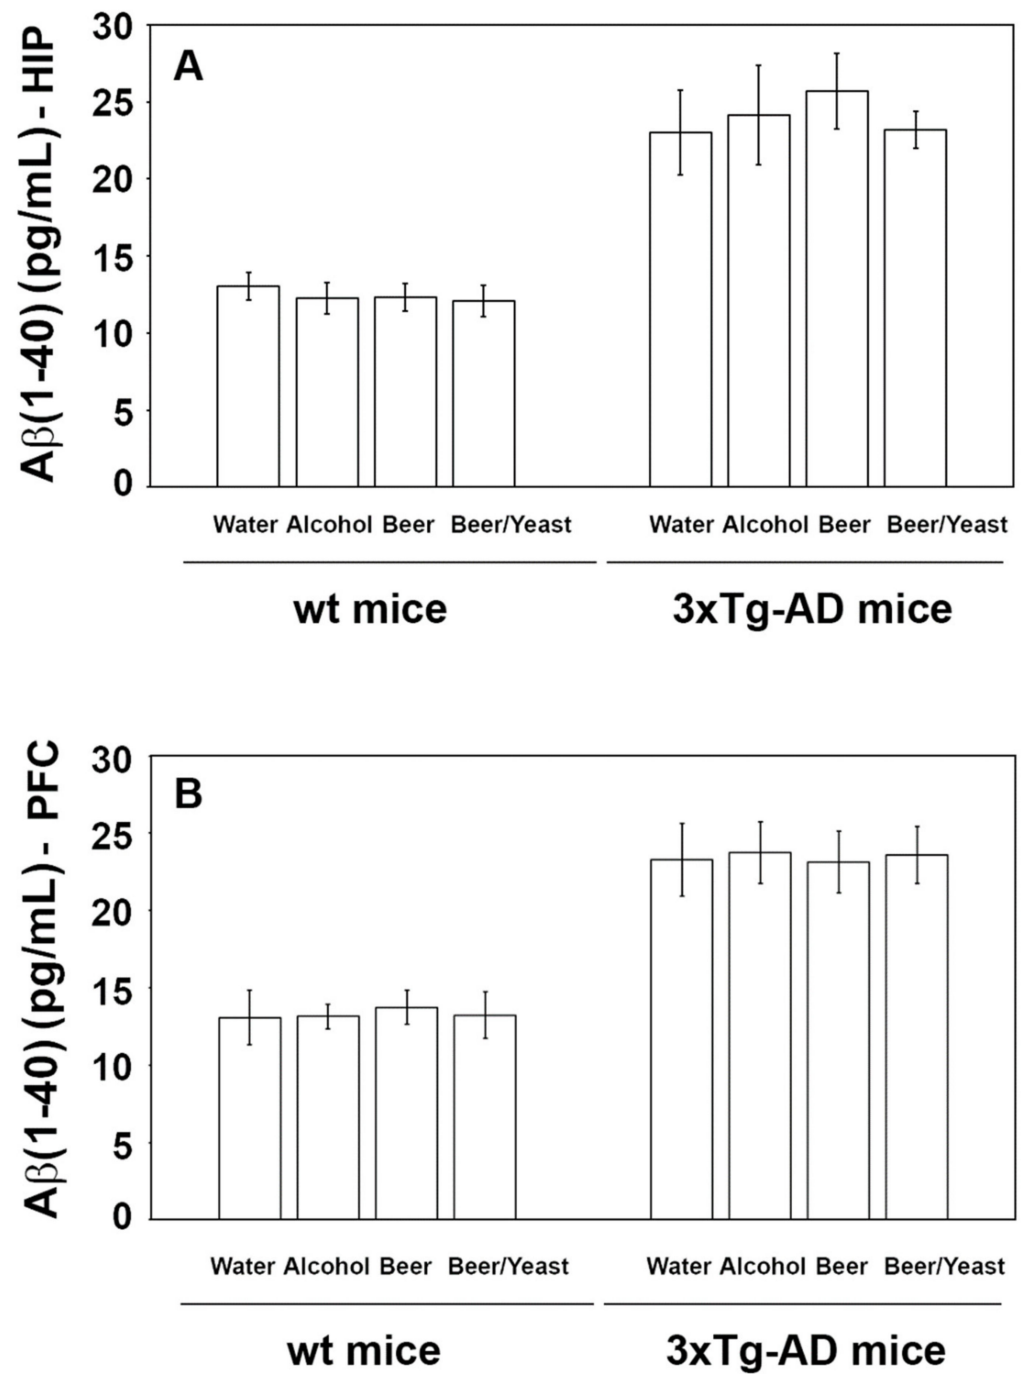 Aβ(1-40) (pg/mL) - HIP
A
30
25
20
15
10
5
0
Water Alcohol Beer Beer/Yeast
Water Alcohol Beer Beer/Yeast
wt mice
3xTg-AD mice
Aβ(1-40) (pg/mL) - PFC
B
30
25
20
15
10
5
0
Water Alcohol Beer Beer/Yeast
Water Alcohol Beer Beer/Yeast
wt mice
3xTg-AD mice